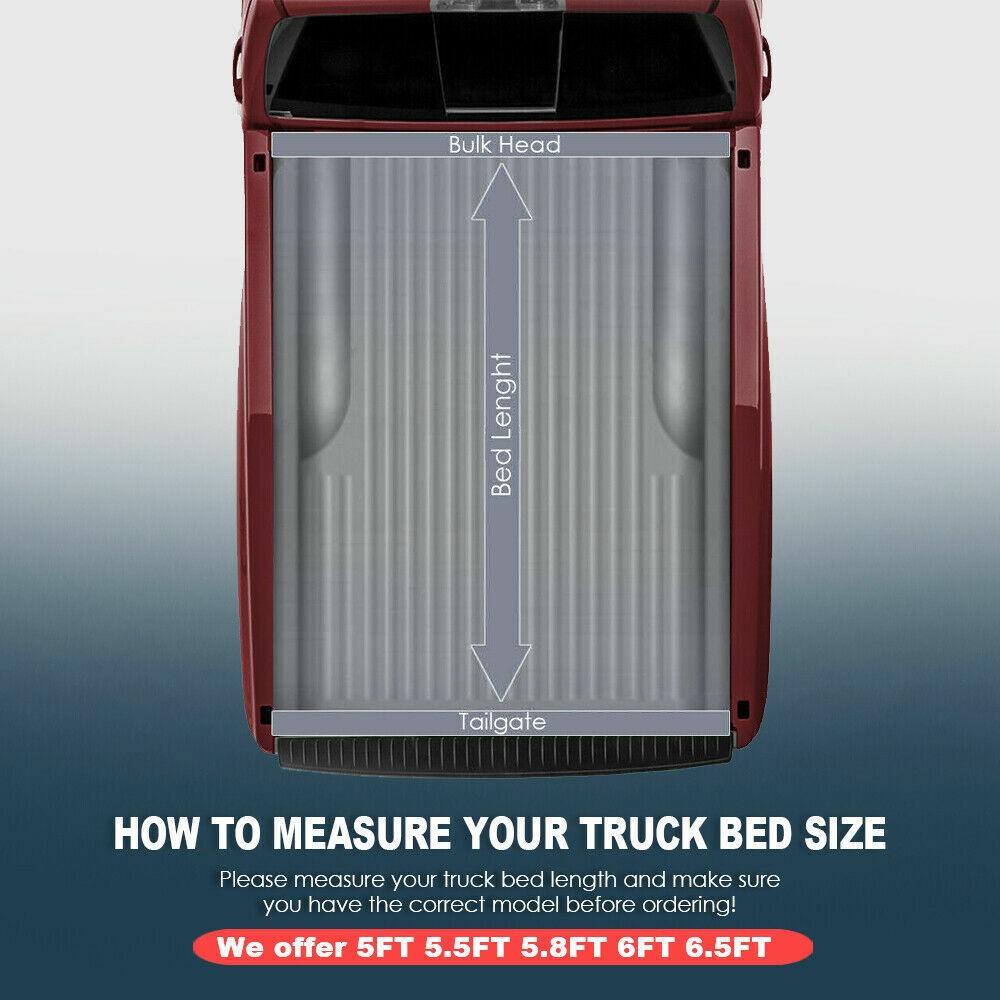 Bulk Head
Bed Lenght
Tailgate
HOW TO MEASURE YOUR TRUCK BED SIZE
Please measure your truck bed length and make sure
you have the correct model before ordering!
We offer 5FT 5.5FT 5.8FT 6FT 6.5FT